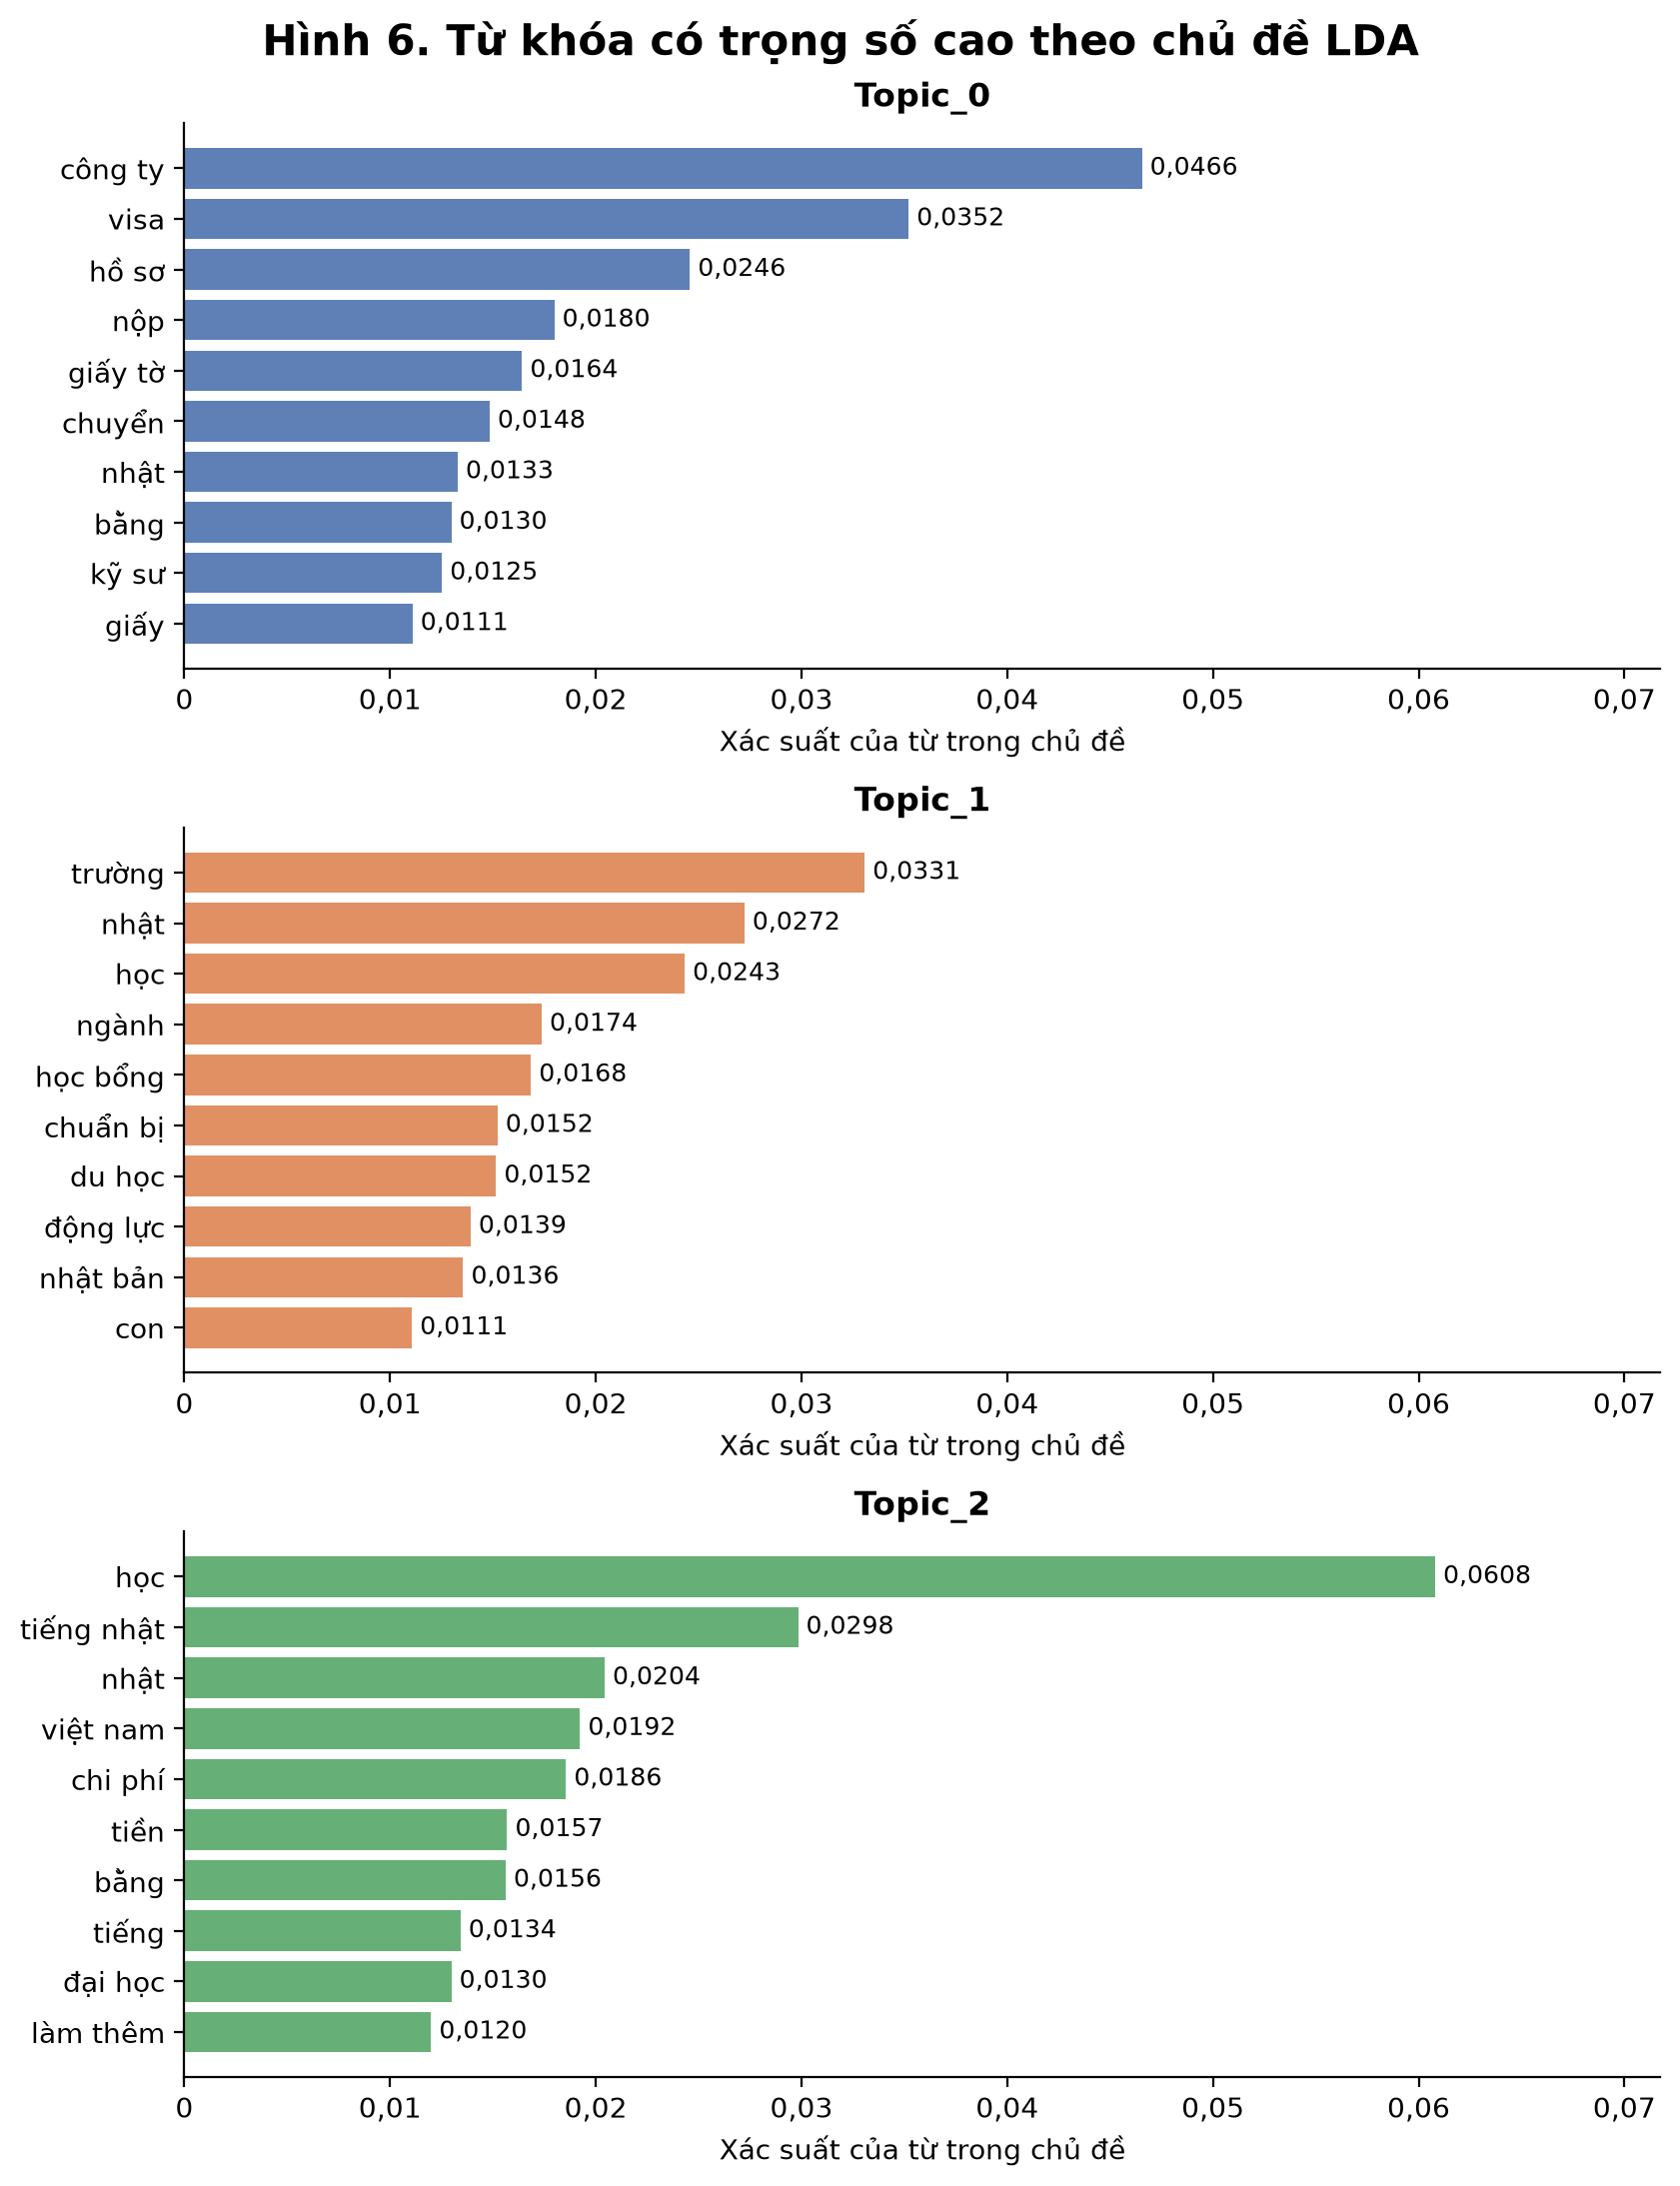 Hình 6. Từ khóa có trọng số cao theo chủ đề LDA
Topic_0
công ty 0,0466
visa 0,0352
hồ sơ 0,0246
nộp 0,0180
giấy tờ 0,0164
chuyển 0,0148
nhật 0,0133
bằng 0,0130
kỹ sư 0,0125
giấy 0,0111
0 0,01 0,02 0,03 0,04 0,05 0,06 0,07
Xác suất của từ trong chủ đề
Topic_1
trường 0,0331
nhật 0,0272
học 0,0243
ngành 0,0174
học bổng 0,0168
chuẩn bị 0,0152
du học 0,0152
động lực 0,0139
nhật bản 0,0136
con 0,0111
0 0,01 0,02 0,03 0,04 0,05 0,06 0,07
Xác suất của từ trong chủ đề
Topic_2
học 0,0608
tiếng nhật 0,0298
nhật 0,0204
việt nam 0,0192
chi phí 0,0186
tiền 0,0157
bằng 0,0156
tiếng 0,0134
đại học 0,0130
làm thêm 0,0120
0 0,01 0,02 0,03 0,04 0,05 0,06 0,07
Xác suất của từ trong chủ đề